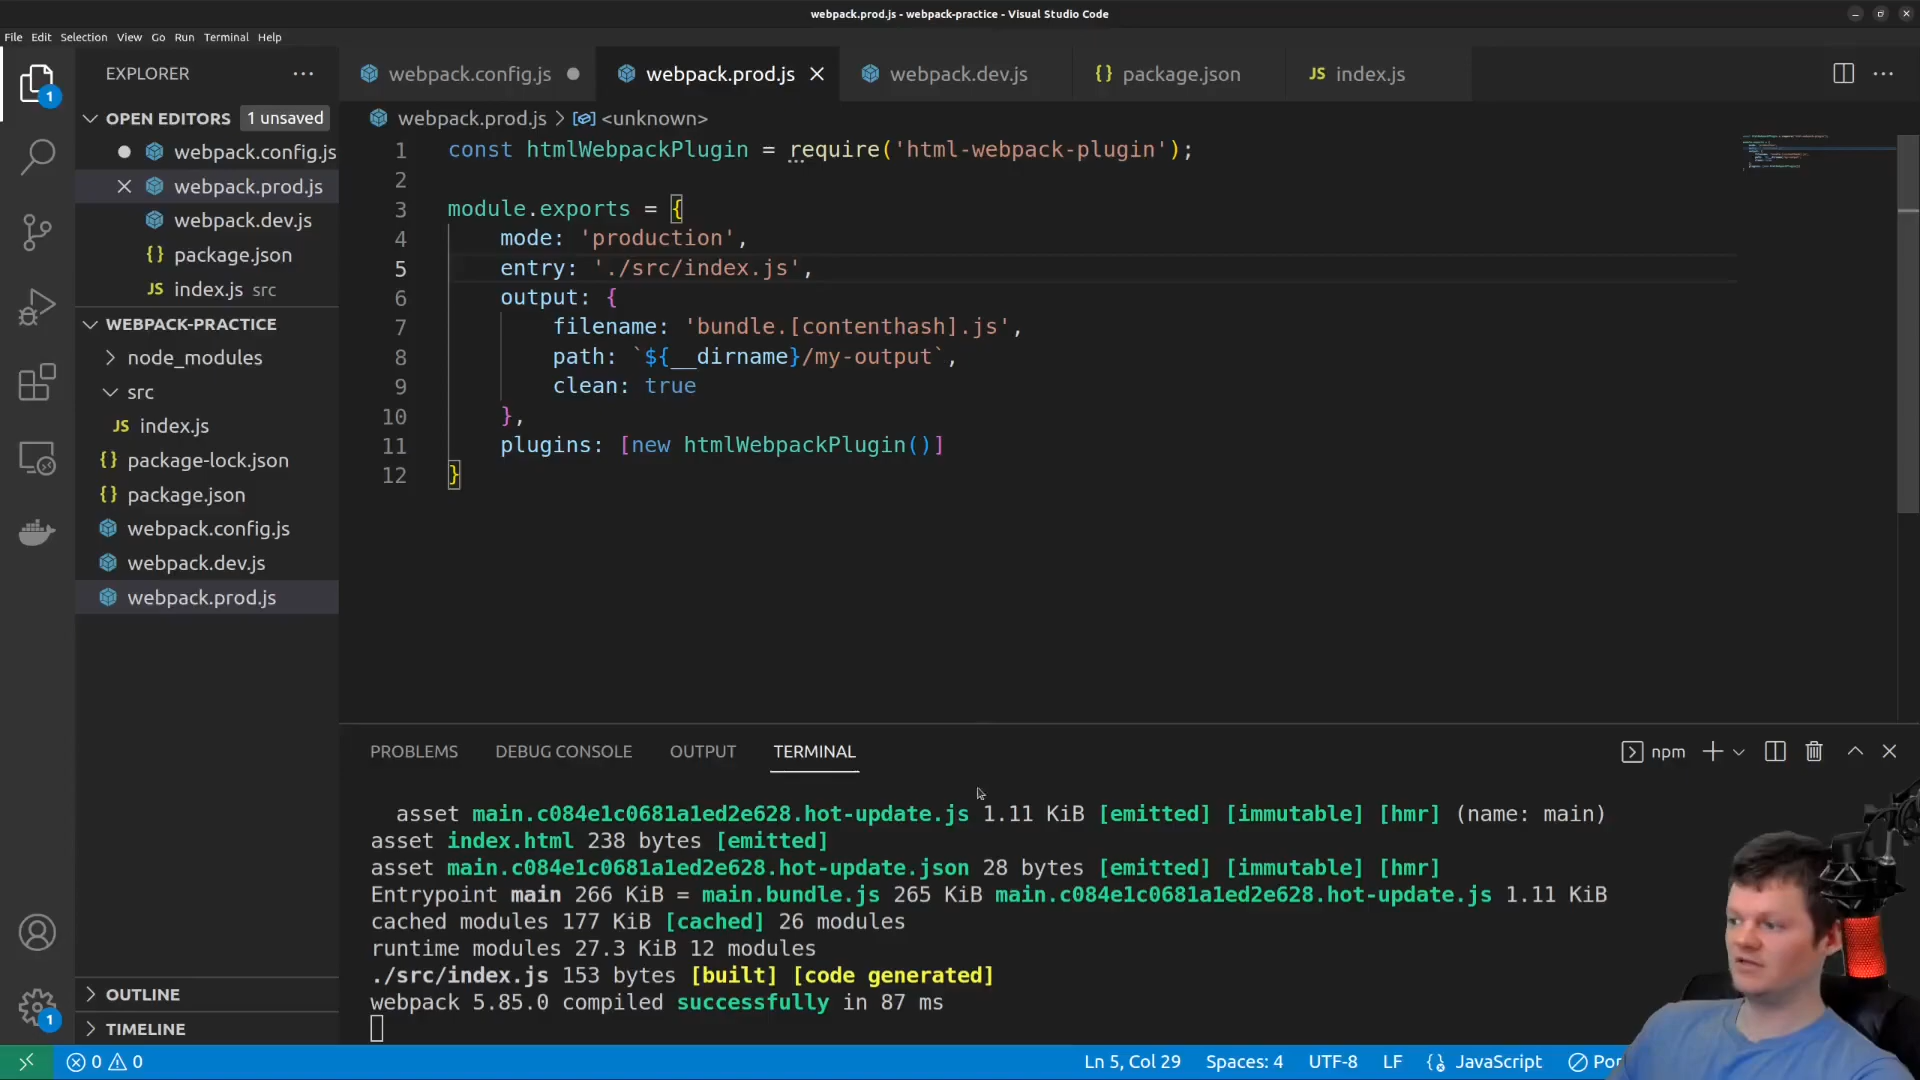 webpack.prod.js - webpack-practice - Visual Studio Code
File Edit Selection View Go Run Terminal Help
EXPLORER
webpack.config.js
webpack.prod.js
webpack.dev.js
{} package.json
JS index.js
OPEN EDITORS 1 unsaved
webpack.config.js
webpack.prod.js
webpack.dev.js
{} package.json
JS index.js src
WEBPACK-PRACTICE
node_modules
src
JS index.js
{} package-lock.json
{} package.json
webpack.config.js
webpack.dev.js
webpack.prod.js
OUTLINE
TIMELINE
1
1
webpack.prod.js > <unknown>
1 const htmlWebpackPlugin = require('html-webpack-plugin');
2
3 module.exports = {
4 mode: 'production',
5 entry: './src/index.js',
6 output: {
7 filename: 'bundle.[contenthash].js',
8 path: `${__dirname}/my-output`,
9 clean: true
10 },
11 plugins: [new htmlWebpackPlugin()]
12 }
PROBLEMS DEBUG CONSOLE OUTPUT TERMINAL
npm
asset main.c084e1c0681a1ed2e628.hot-update.js 1.11 KiB [emitted] [immutable] [hmr] (name: main)
asset index.html 238 bytes [emitted]
asset main.c084e1c0681a1ed2e628.hot-update.json 28 bytes [emitted] [immutable] [hmr]
Entrypoint main 266 KiB = main.bundle.js 265 KiB main.c084e1c0681a1ed2e628.hot-update.js 1.11 KiB
cached modules 177 KiB [cached] 26 modules
runtime modules 27.3 KiB 12 modules
./src/index.js 153 bytes [built] [code generated]
webpack 5.85.0 compiled successfully in 87 ms
0 0 Ln 5, Col 29 Spaces: 4 UTF-8 LF {} JavaScript